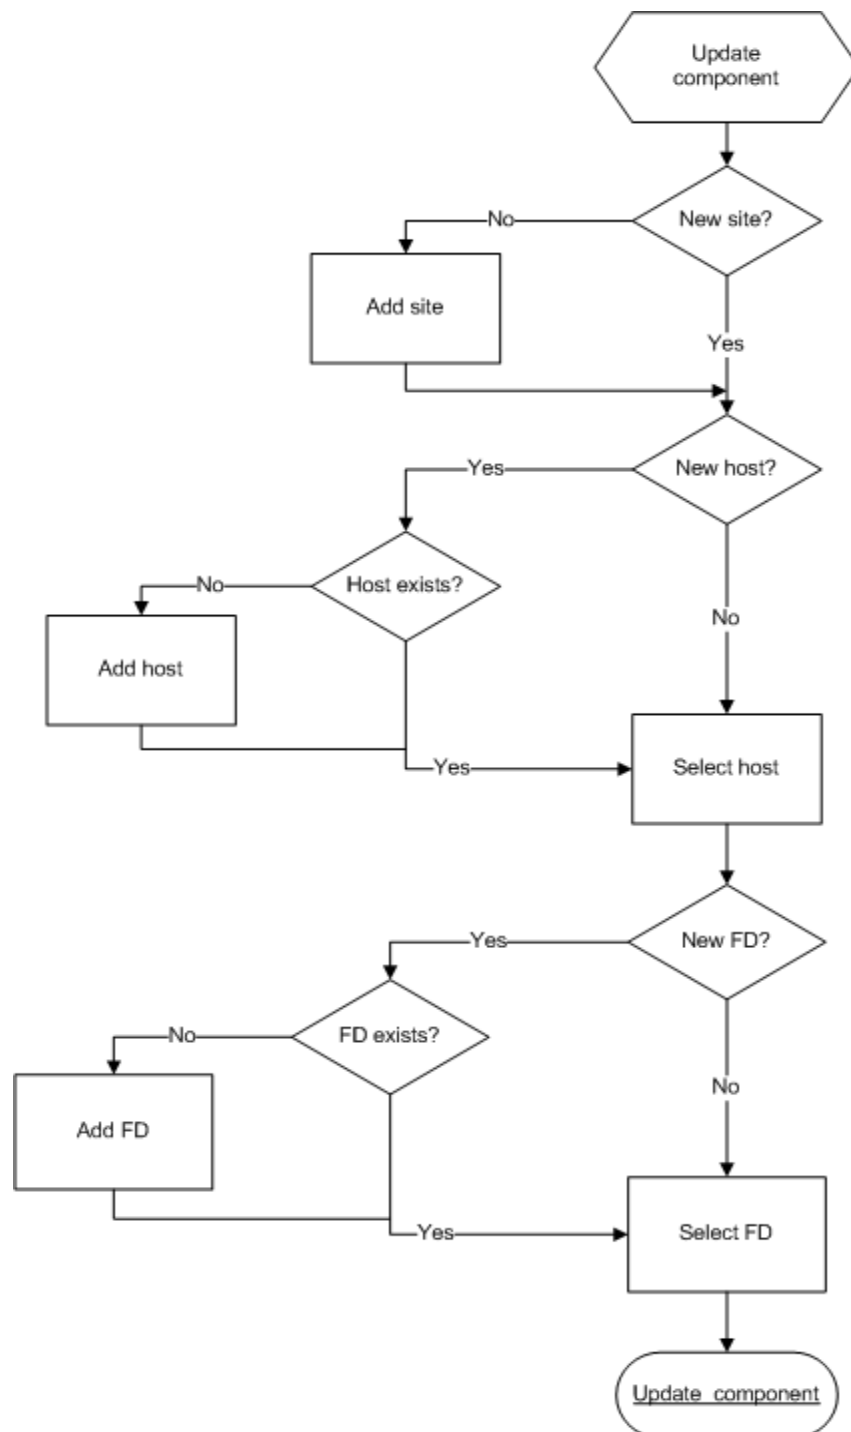 Update
component
New site?
No
Add site
Yes
New host?
Yes
Host exists?
No
Add host
No
Yes
Select host
New FD?
Yes
FD exists?
No
Add FD
No
Yes
Select FD
Update component